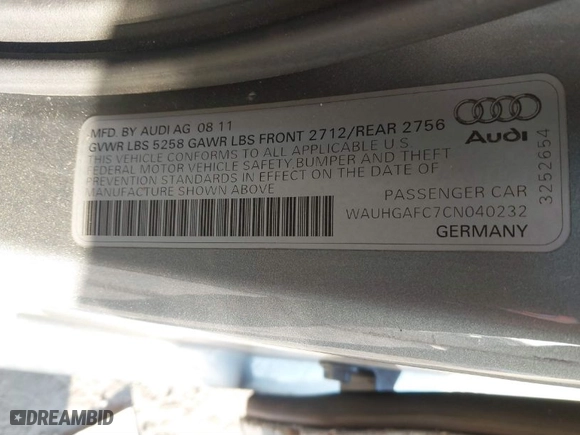 MFD. BY AUDI AG 08 11
GVWR LBS 5258 GAWR LBS FRONT 2712/REAR 2756
THIS VEHICLE CONFORMS TO ALL APPLICABLE U S
FEDERAL MOTOR VEHICLE SAFETY,BUMPER AND THEFT
PREVENTION STANDARDS IN EFFECT ON THE DATE OF
MANUFACTURE SHOWN ABOVE
Audi
PASSENGER CAR
WAUHGAFC7CN040232
GERMANY
3252654
DREAMBID